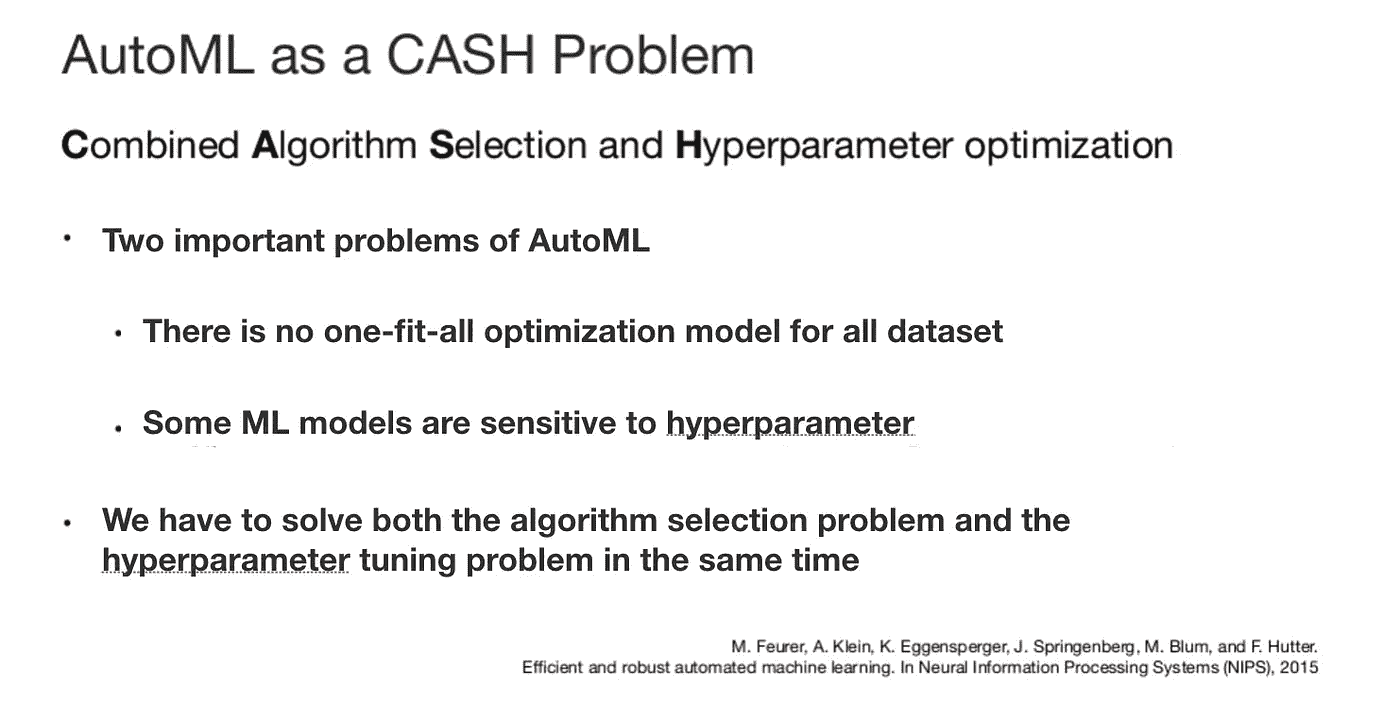 AutoML as a CASH Problem
Combined Algorithm Selection and Hyperparameter optimization
• Two important problems of AutoML
• There is no one-fit-all optimization model for all dataset
• Some ML models are sensitive to hyperparameter
• We have to solve both the algorithm selection problem and the
hyperparameter tuning problem in the same time
M. Feurer, A. Klein, K. Eggensperger, J. Springenberg, M. Blum, and F. Hutter.
Efficient and robust automated machine learning. In Neural Information Processing Systems (NIPS), 2015